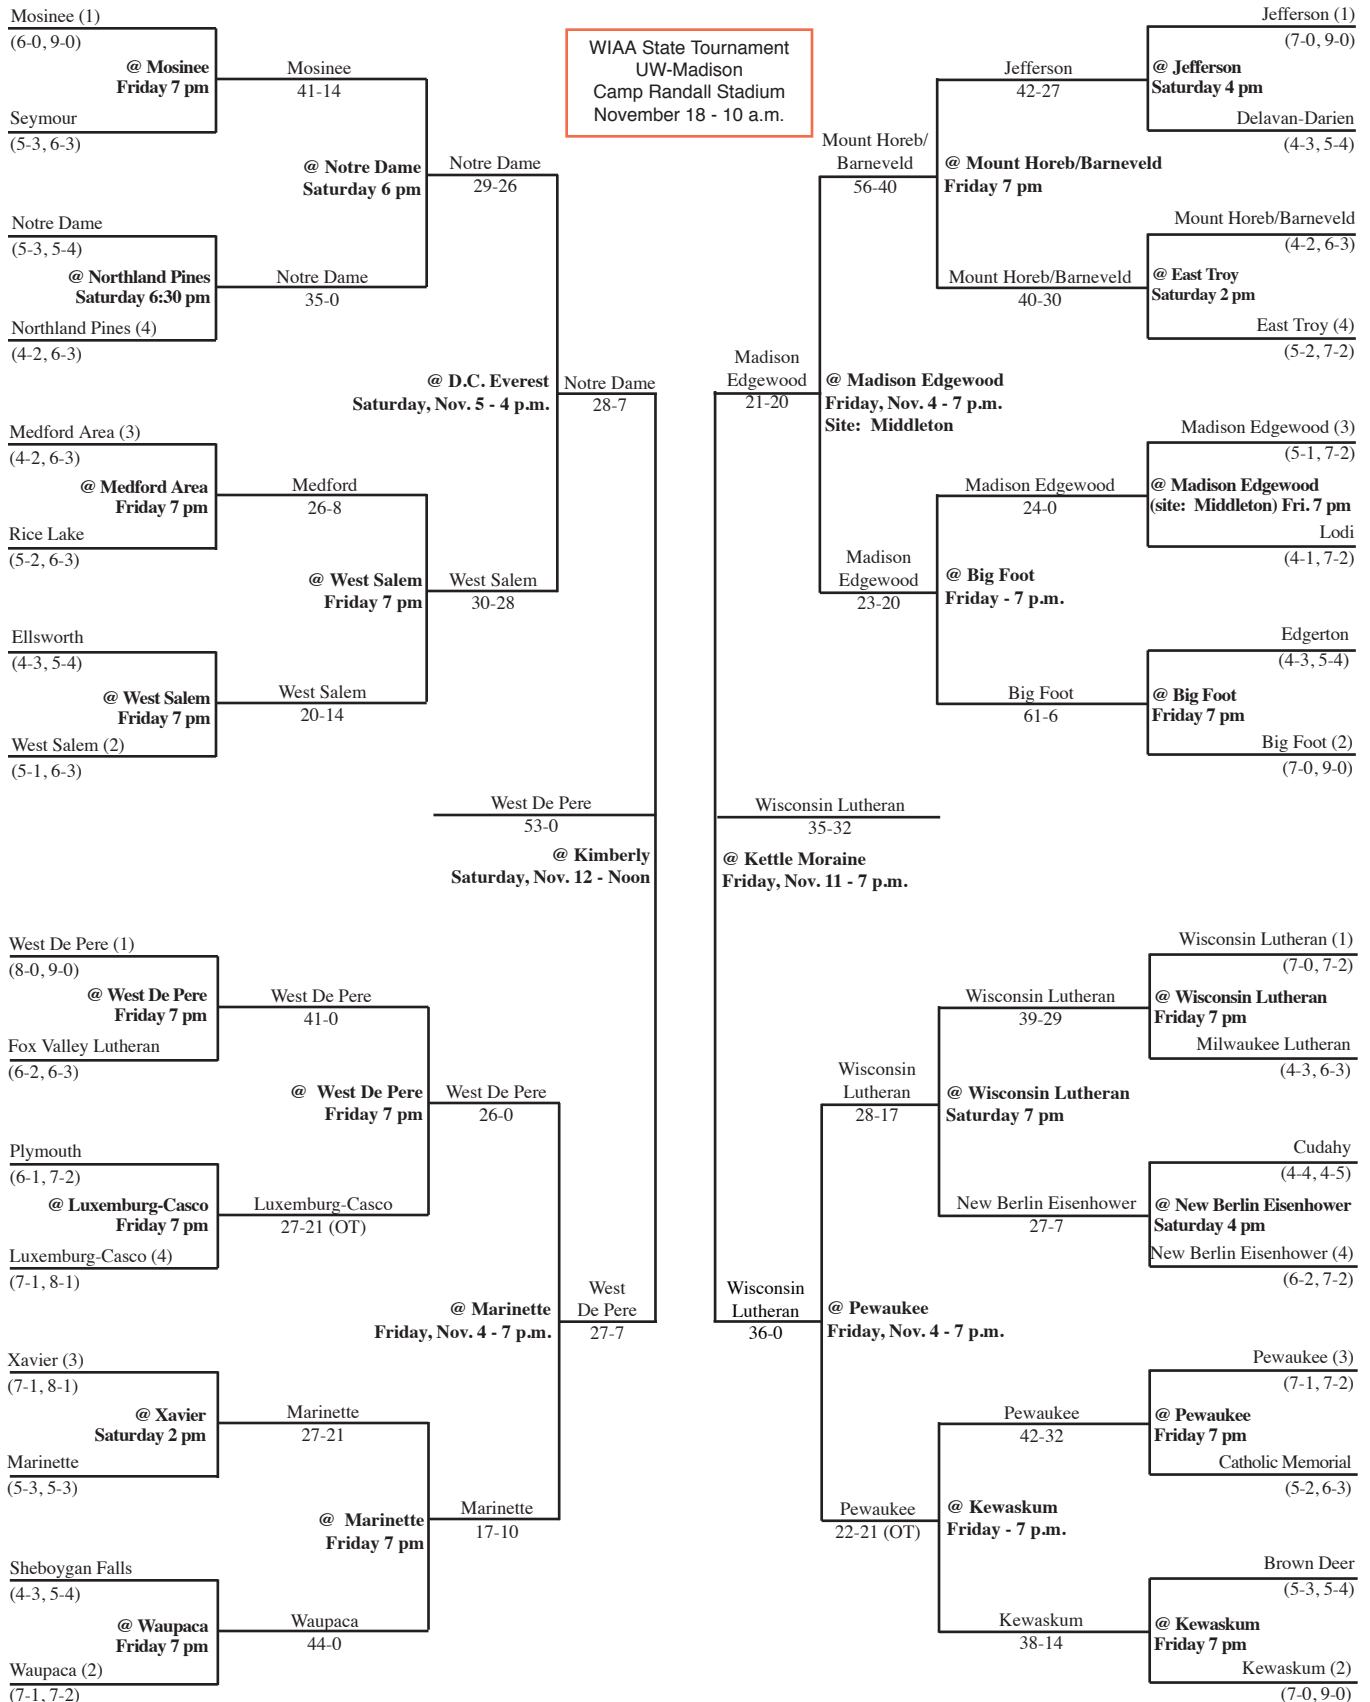 Mosinee (1)
(6-0, 9-0)
@ Mosinee
Friday 7 pm
Seymour
(5-3, 6-3)
Mosinee
41-14
@ Notre Dame
Saturday 6 pm
Notre Dame
(5-3, 5-4)
@ Northland Pines
Saturday 6:30 pm
Northland Pines (4)
(4-2, 6-3)
Notre Dame
35-0
Notre Dame
29-26
@ D.C. Everest
Saturday, Nov. 5 - 4 p.m.
Notre Dame
28-7
Medford Area (3)
(4-2, 6-3)
@ Medford Area
Friday 7 pm
Rice Lake
(5-2, 6-3)
Medford
26-8
@ West Salem
Friday 7 pm
West Salem
30-28
Ellsworth
(4-3, 5-4)
@ West Salem
Friday 7 pm
West Salem (2)
(5-1, 6-3)
West Salem
20-14
West De Pere
53-0
@ Kimberly
Saturday, Nov. 12 - Noon
West De Pere (1)
(8-0, 9-0)
@ West De Pere
Friday 7 pm
Fox Valley Lutheran
(6-2, 6-3)
West De Pere
41-0
@ West De Pere
Friday 7 pm
West De Pere
26-0
Plymouth
(6-1, 7-2)
@ Luxemburg-Casco
Friday 7 pm
Luxemburg-Casco (4)
(7-1, 8-1)
Luxemburg-Casco
27-21 (OT)
@ Marinette
Friday, Nov. 4 - 7 p.m.
West
De Pere
27-7
Xavier (3)
(7-1, 8-1)
@ Xavier
Saturday 2 pm
Marinette
(5-3, 5-3)
Marinette
27-21
@ Marinette
Friday 7 pm
Marinette
17-10
Sheboygan Falls
(4-3, 5-4)
@ Waupaca
Friday 7 pm
Waupaca (2)
(7-1, 7-2)
Waupaca
44-0
WIAA State Tournament
UW-Madison
Camp Randall Stadium
November 18 - 10 a.m.
Jefferson (1)
(7-0, 9-0)
@ Jefferson
Saturday 4 pm
Delavan-Darien
(4-3, 5-4)
Jefferson
42-27
Mount Horeb/
Barneveld
56-40
@ Mount Horeb/Barneveld
Friday 7 pm
Mount Horeb/Barneveld
(4-2, 6-3)
@ East Troy
Saturday 2 pm
East Troy (4)
(5-2, 7-2)
Mount Horeb/Barneveld
40-30
Madison
Edgewood
21-20
@ Madison Edgewood
Friday, Nov. 4 - 7 p.m.
Site: Middleton
Madison Edgewood (3)
(5-1, 7-2)
@ Madison Edgewood
(site: Middleton) Fri. 7 pm
Lodi
(4-1, 7-2)
Madison Edgewood
24-0
Madison
Edgewood
23-20
@ Big Foot
Friday - 7 p.m.
Edgerton
(4-3, 5-4)
@ Big Foot
Friday 7 pm
Big Foot (2)
(7-0, 9-0)
Big Foot
61-6
Wisconsin Lutheran
35-32
@ Kettle Moraine
Friday, Nov. 11 - 7 p.m.
Wisconsin Lutheran (1)
(7-0, 7-2)
@ Wisconsin Lutheran
Friday 7 pm
Milwaukee Lutheran
(4-3, 6-3)
Wisconsin Lutheran
39-29
Wisconsin
Lutheran
28-17
@ Wisconsin Lutheran
Saturday 7 pm
Cudahy
(4-4, 4-5)
@ New Berlin Eisenhower
Saturday 4 pm
New Berlin Eisenhower (4)
(6-2, 7-2)
New Berlin Eisenhower
27-7
Wisconsin
Lutheran
36-0
@ Pewaukee
Friday, Nov. 4 - 7 p.m.
Pewaukee (3)
(7-1, 7-2)
@ Pewaukee
Friday 7 pm
Catholic Memorial
(5-2, 6-3)
Pewaukee
42-32
Pewaukee
22-21 (OT)
@ Kewaskum
Friday - 7 p.m.
Brown Deer
(5-3, 5-4)
@ Kewaskum
Friday 7 pm
Kewaskum (2)
(7-0, 9-0)
Kewaskum
38-14